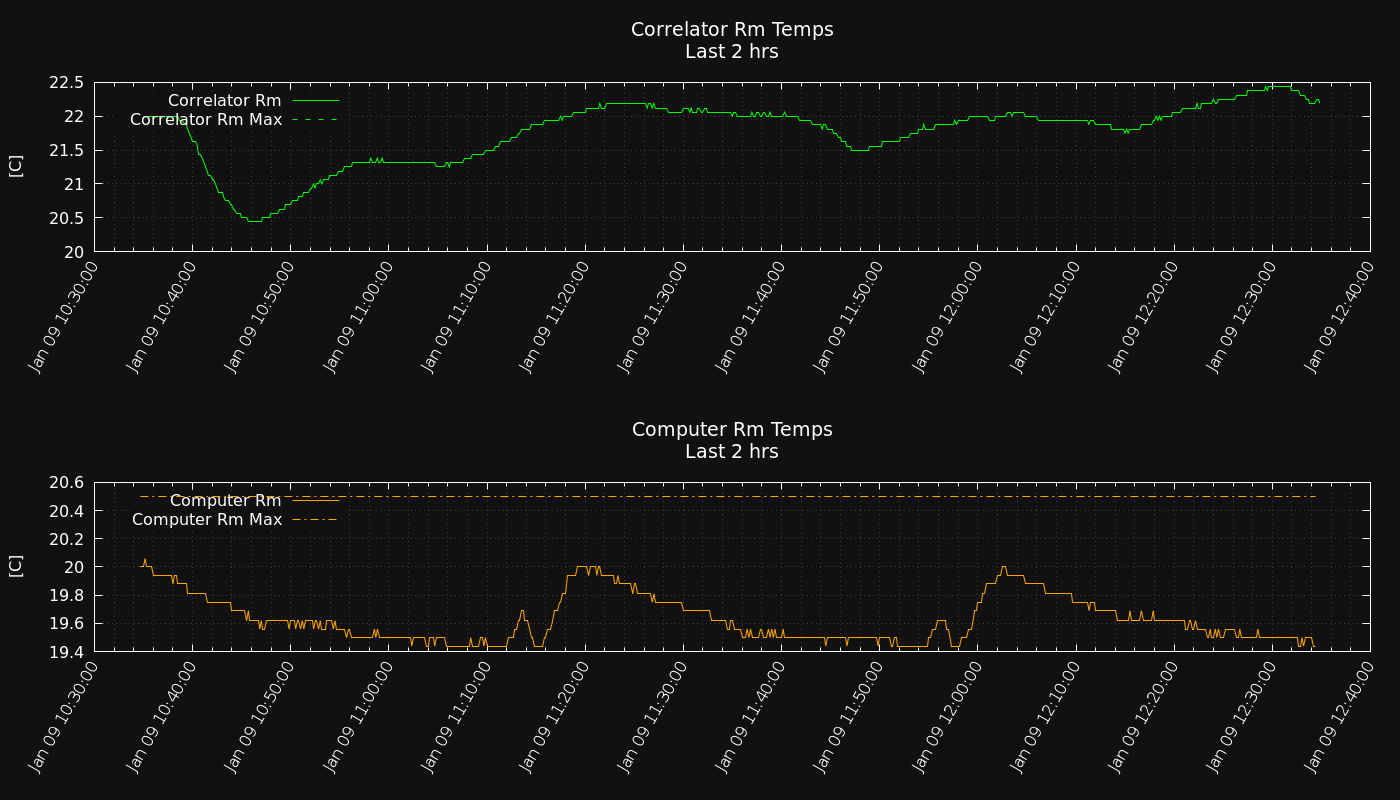 Correlator Rm Temps
Last 2 hrs
[C]
22.5
22
21.5
21
20.5
20
Correlator Rm
Correlator Rm Max
Jan 09 10:30:00
Jan 09 10:40:00
Jan 09 10:50:00
Jan 09 11:00:00
Jan 09 11:10:00
Jan 09 11:20:00
Jan 09 11:30:00
Jan 09 11:40:00
Jan 09 11:50:00
Jan 09 12:00:00
Jan 09 12:10:00
Jan 09 12:20:00
Jan 09 12:30:00
Jan 09 12:40:00
Computer Rm Temps
Last 2 hrs
[C]
20.6
20.4
20.2
20
19.8
19.6
19.4
Computer Rm
Computer Rm Max
Jan 09 10:30:00
Jan 09 10:40:00
Jan 09 10:50:00
Jan 09 11:00:00
Jan 09 11:10:00
Jan 09 11:20:00
Jan 09 11:30:00
Jan 09 11:40:00
Jan 09 11:50:00
Jan 09 12:00:00
Jan 09 12:10:00
Jan 09 12:20:00
Jan 09 12:30:00
Jan 09 12:40:00